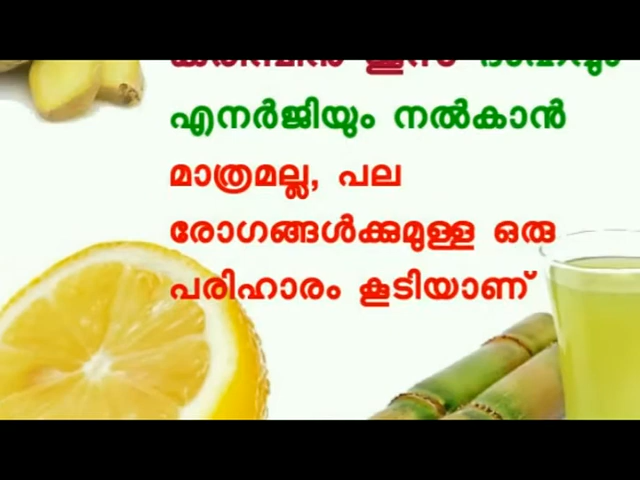 എനർജിയും നൽകാൻ
മാത്രമല്ല, പല
രോഗങ്ങൾക്കുമുള്ള ഒരു
പരിഹാരം കൂടിയാണ്